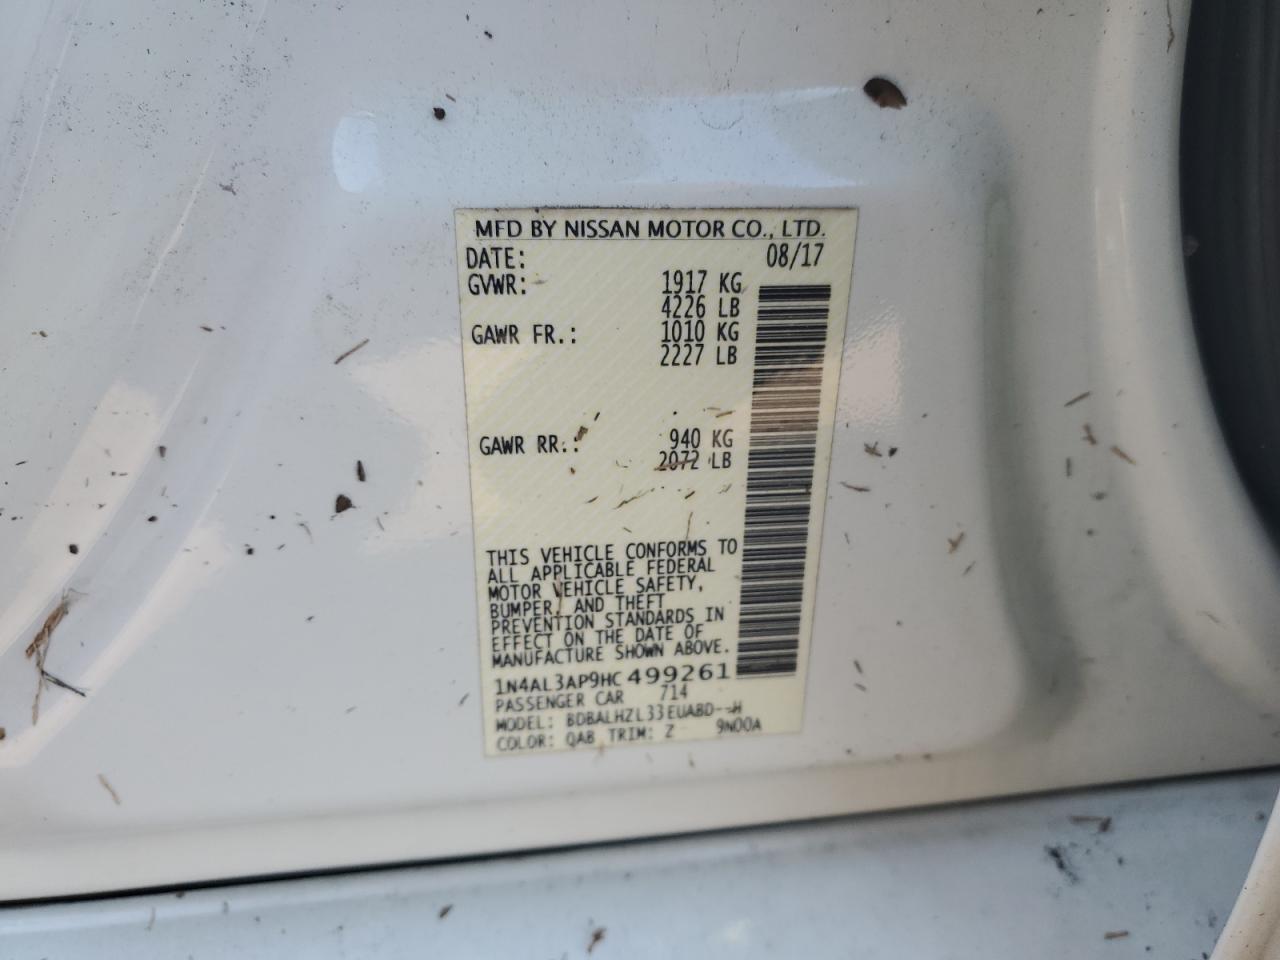 MFD BY NISSAN MOTOR CO., LTD.
DATE: 08/17
GVWR: 1917 KG
4226 LB
GAWR FR.: 1010 KG
2227 LB
GAWR RR.: 940 KG
2072 LB
THIS VEHICLE CONFORMS TO
ALL APPLICABLE FEDERAL
MOTOR VEHICLE SAFETY,
BUMPER, AND THEFT
PREVENTION STANDARDS IN
EFFECT ON THE DATE OF
MANUFACTURE SHOWN ABOVE.
1N4AL3AP9HC499261
PASSENGER CAR 714
MODEL: BDBALHZL33EUABD--H
COLOR: QAB TRIM: Z 9N00A